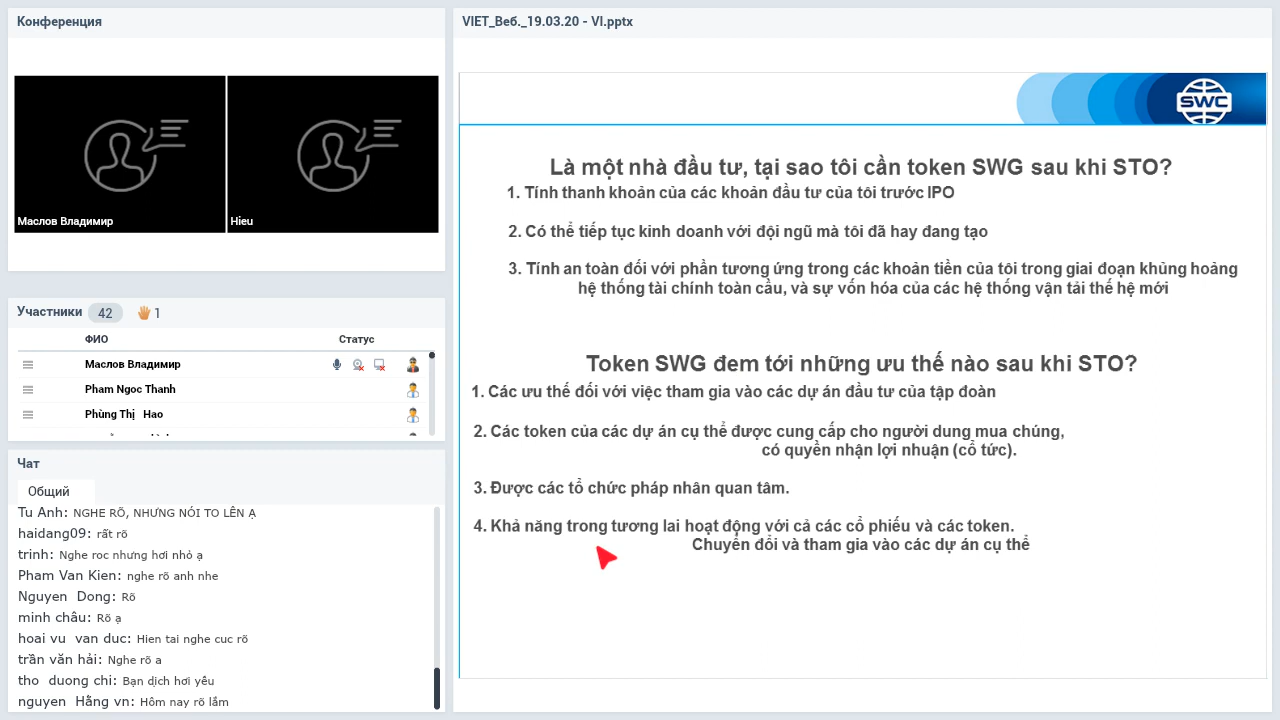 Конференция
Маслов Владимир
Hieu
Участники 42 1
ФИО Статус
Маслов Владимир
Pham Ngoc Thanh
Phùng Thị Hao
Чат
Общий
Tu Anh: NGHE RÕ, NHƯNG NÓI TO LÊN Ạ
haidang09: rất rõ
trinh: Nghe roc nhưng hơi nhỏ ạ
Pham Van Kien: nghe rõ anh nhe
Nguyen Dong: Rõ
minh châu: Rõ ạ
hoai vu van duc: Hien tai nghe cuc rõ
trần văn hải: Nghe rõ a
tho duong chi: Bạn dịch hơi yếu
nguyen Hằng vn: Hôm nay rõ lắm
VIET_Веб._19.03.20 - VI.pptx
SWC
Là một nhà đầu tư, tại sao tôi cần token SWG sau khi STO?
1. Tính thanh khoản của các khoản đầu tư của tôi trước IPO
2. Có thể tiếp tục kinh doanh với đội ngũ mà tôi đã hay đang tạo
3. Tính an toàn đối với phần tương ứng trong các khoản tiền của tội trong giai đoạn khủng hoảng
hệ thống tài chính toàn cầu, và sự vốn hóa của các hệ thống vận tải thế hệ mới
Token SWG đem tới những ưu thế nào sau khi STO?
1. Các ưu thế đối với việc tham gia vào các dự án đầu tư của tập đoàn
2. Các token của các dự án cụ thể được cung cấp cho người dung mua chúng,
có quyền nhận lợi nhuận (cổ tức).
3. Được các tổ chức pháp nhân quan tâm.
4. Khả năng trong tương lai hoạt động với cả các cổ phiếu và các token.
Chuyển đổi và tham gia vào các dự án cụ thể